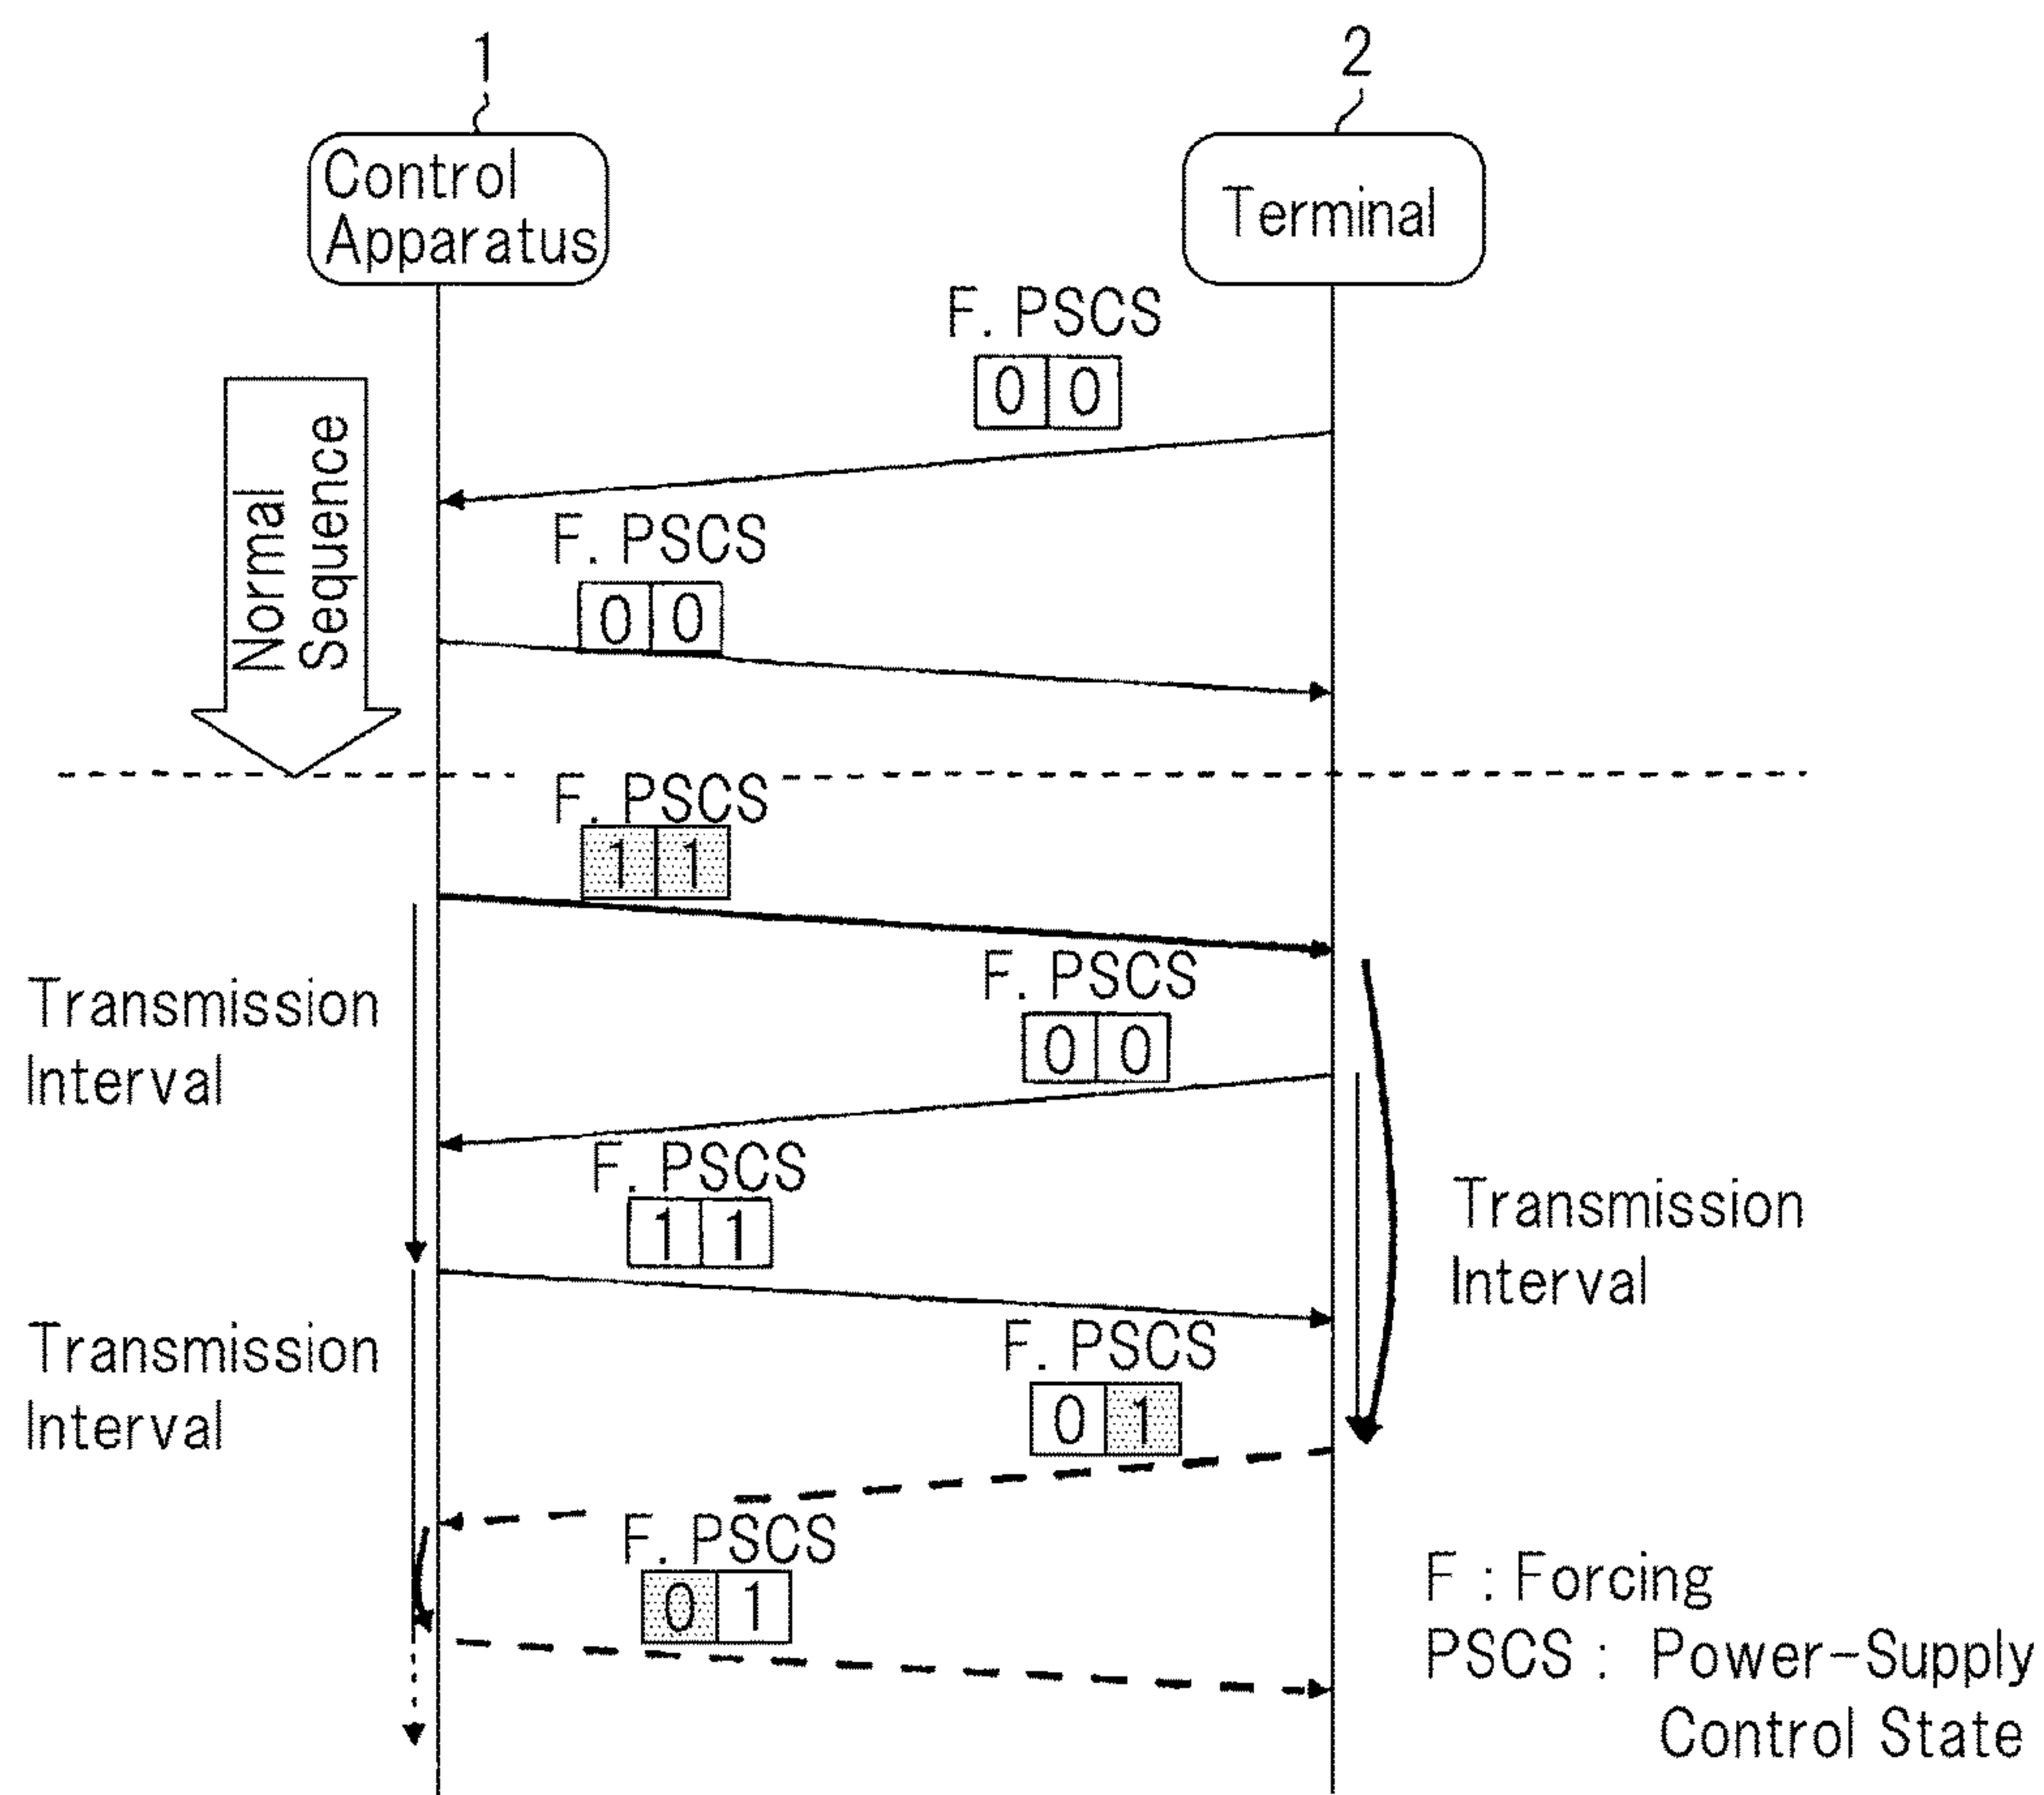 1
2
Control
Apparatus
Terminal
F. PSCS
0 0
Normal
Sequence
F. PSCS
0 0
F. PSCS
1 1
F. PSCS
0 0
Transmission
Interval
F. PSCS
1 1
Transmission
Interval
F. PSCS
0 1
Transmission
Interval
F. PSCS
0 1
F : Forcing
PSCS : Power-Supply
Control State